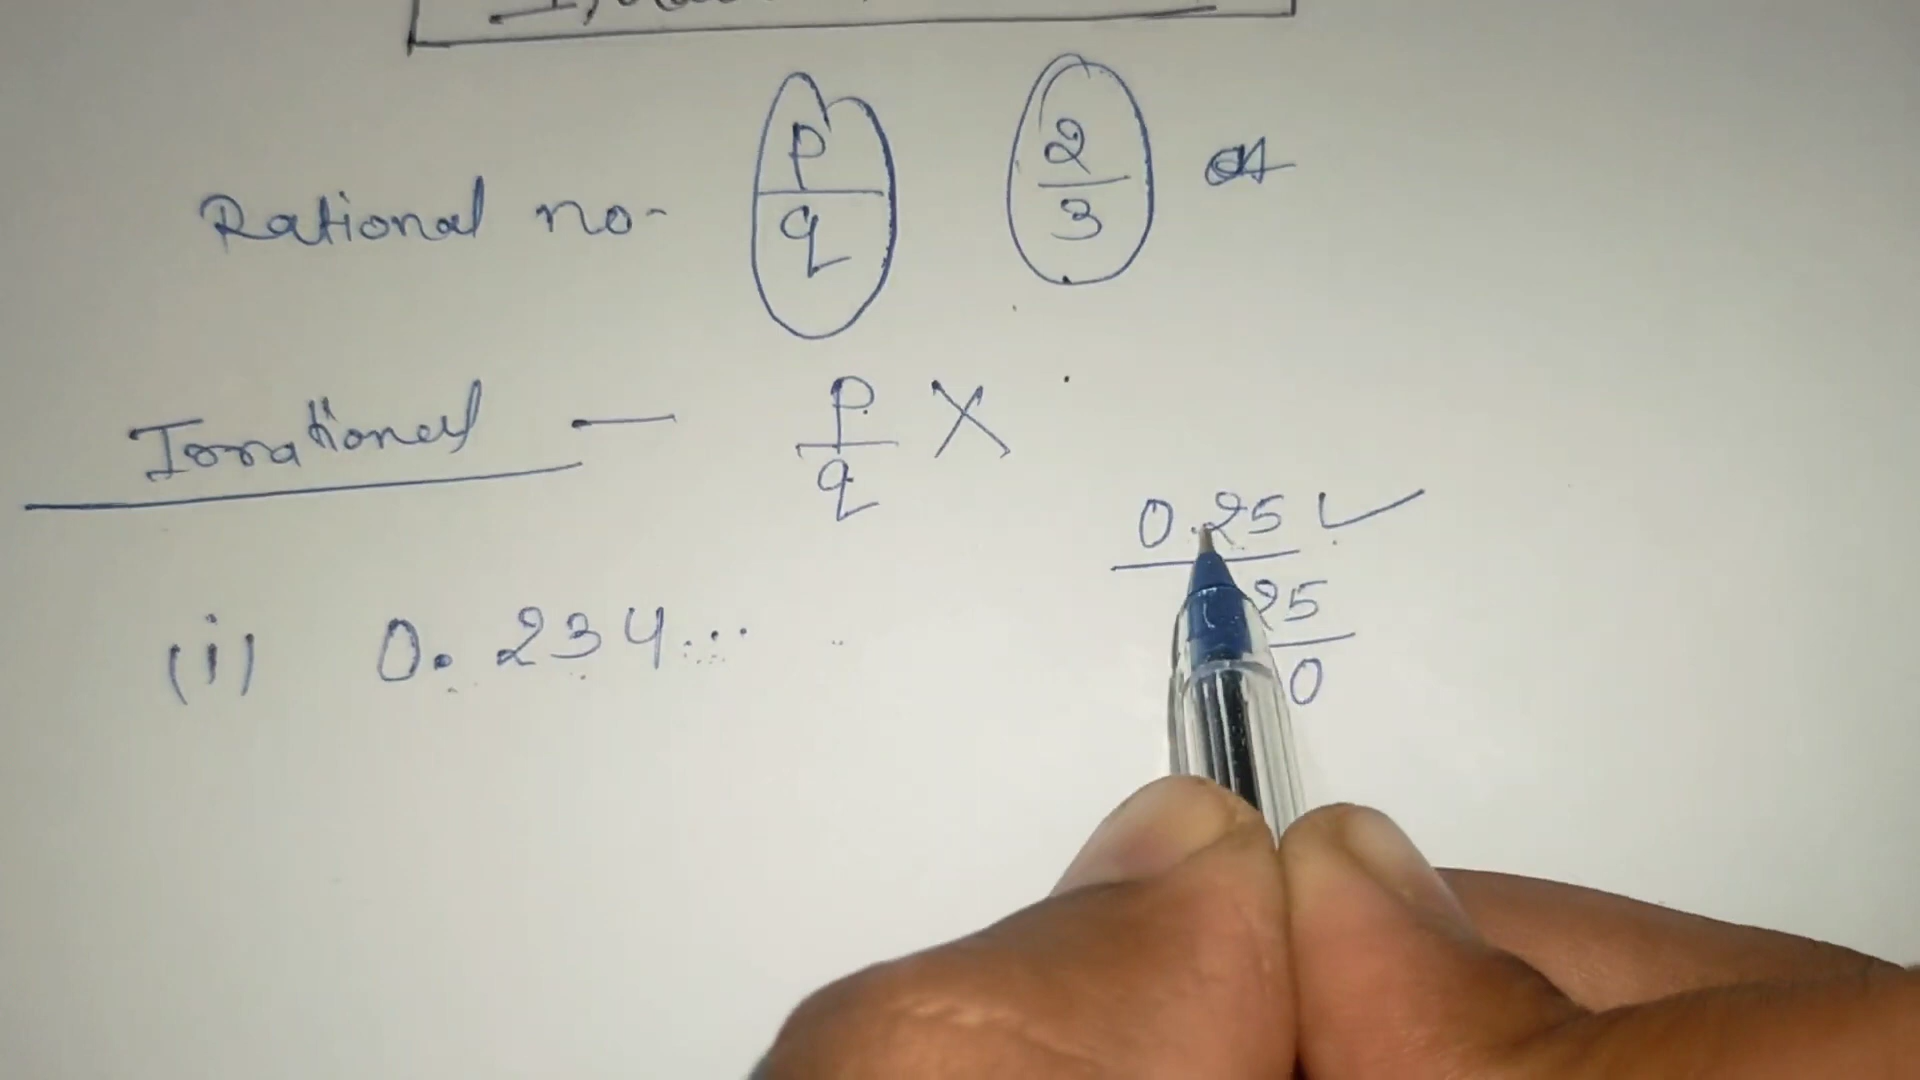 Rational no- p/q 2/3
Irrational — p/q X
0.25 ✓
25
0
(i) 0.234...